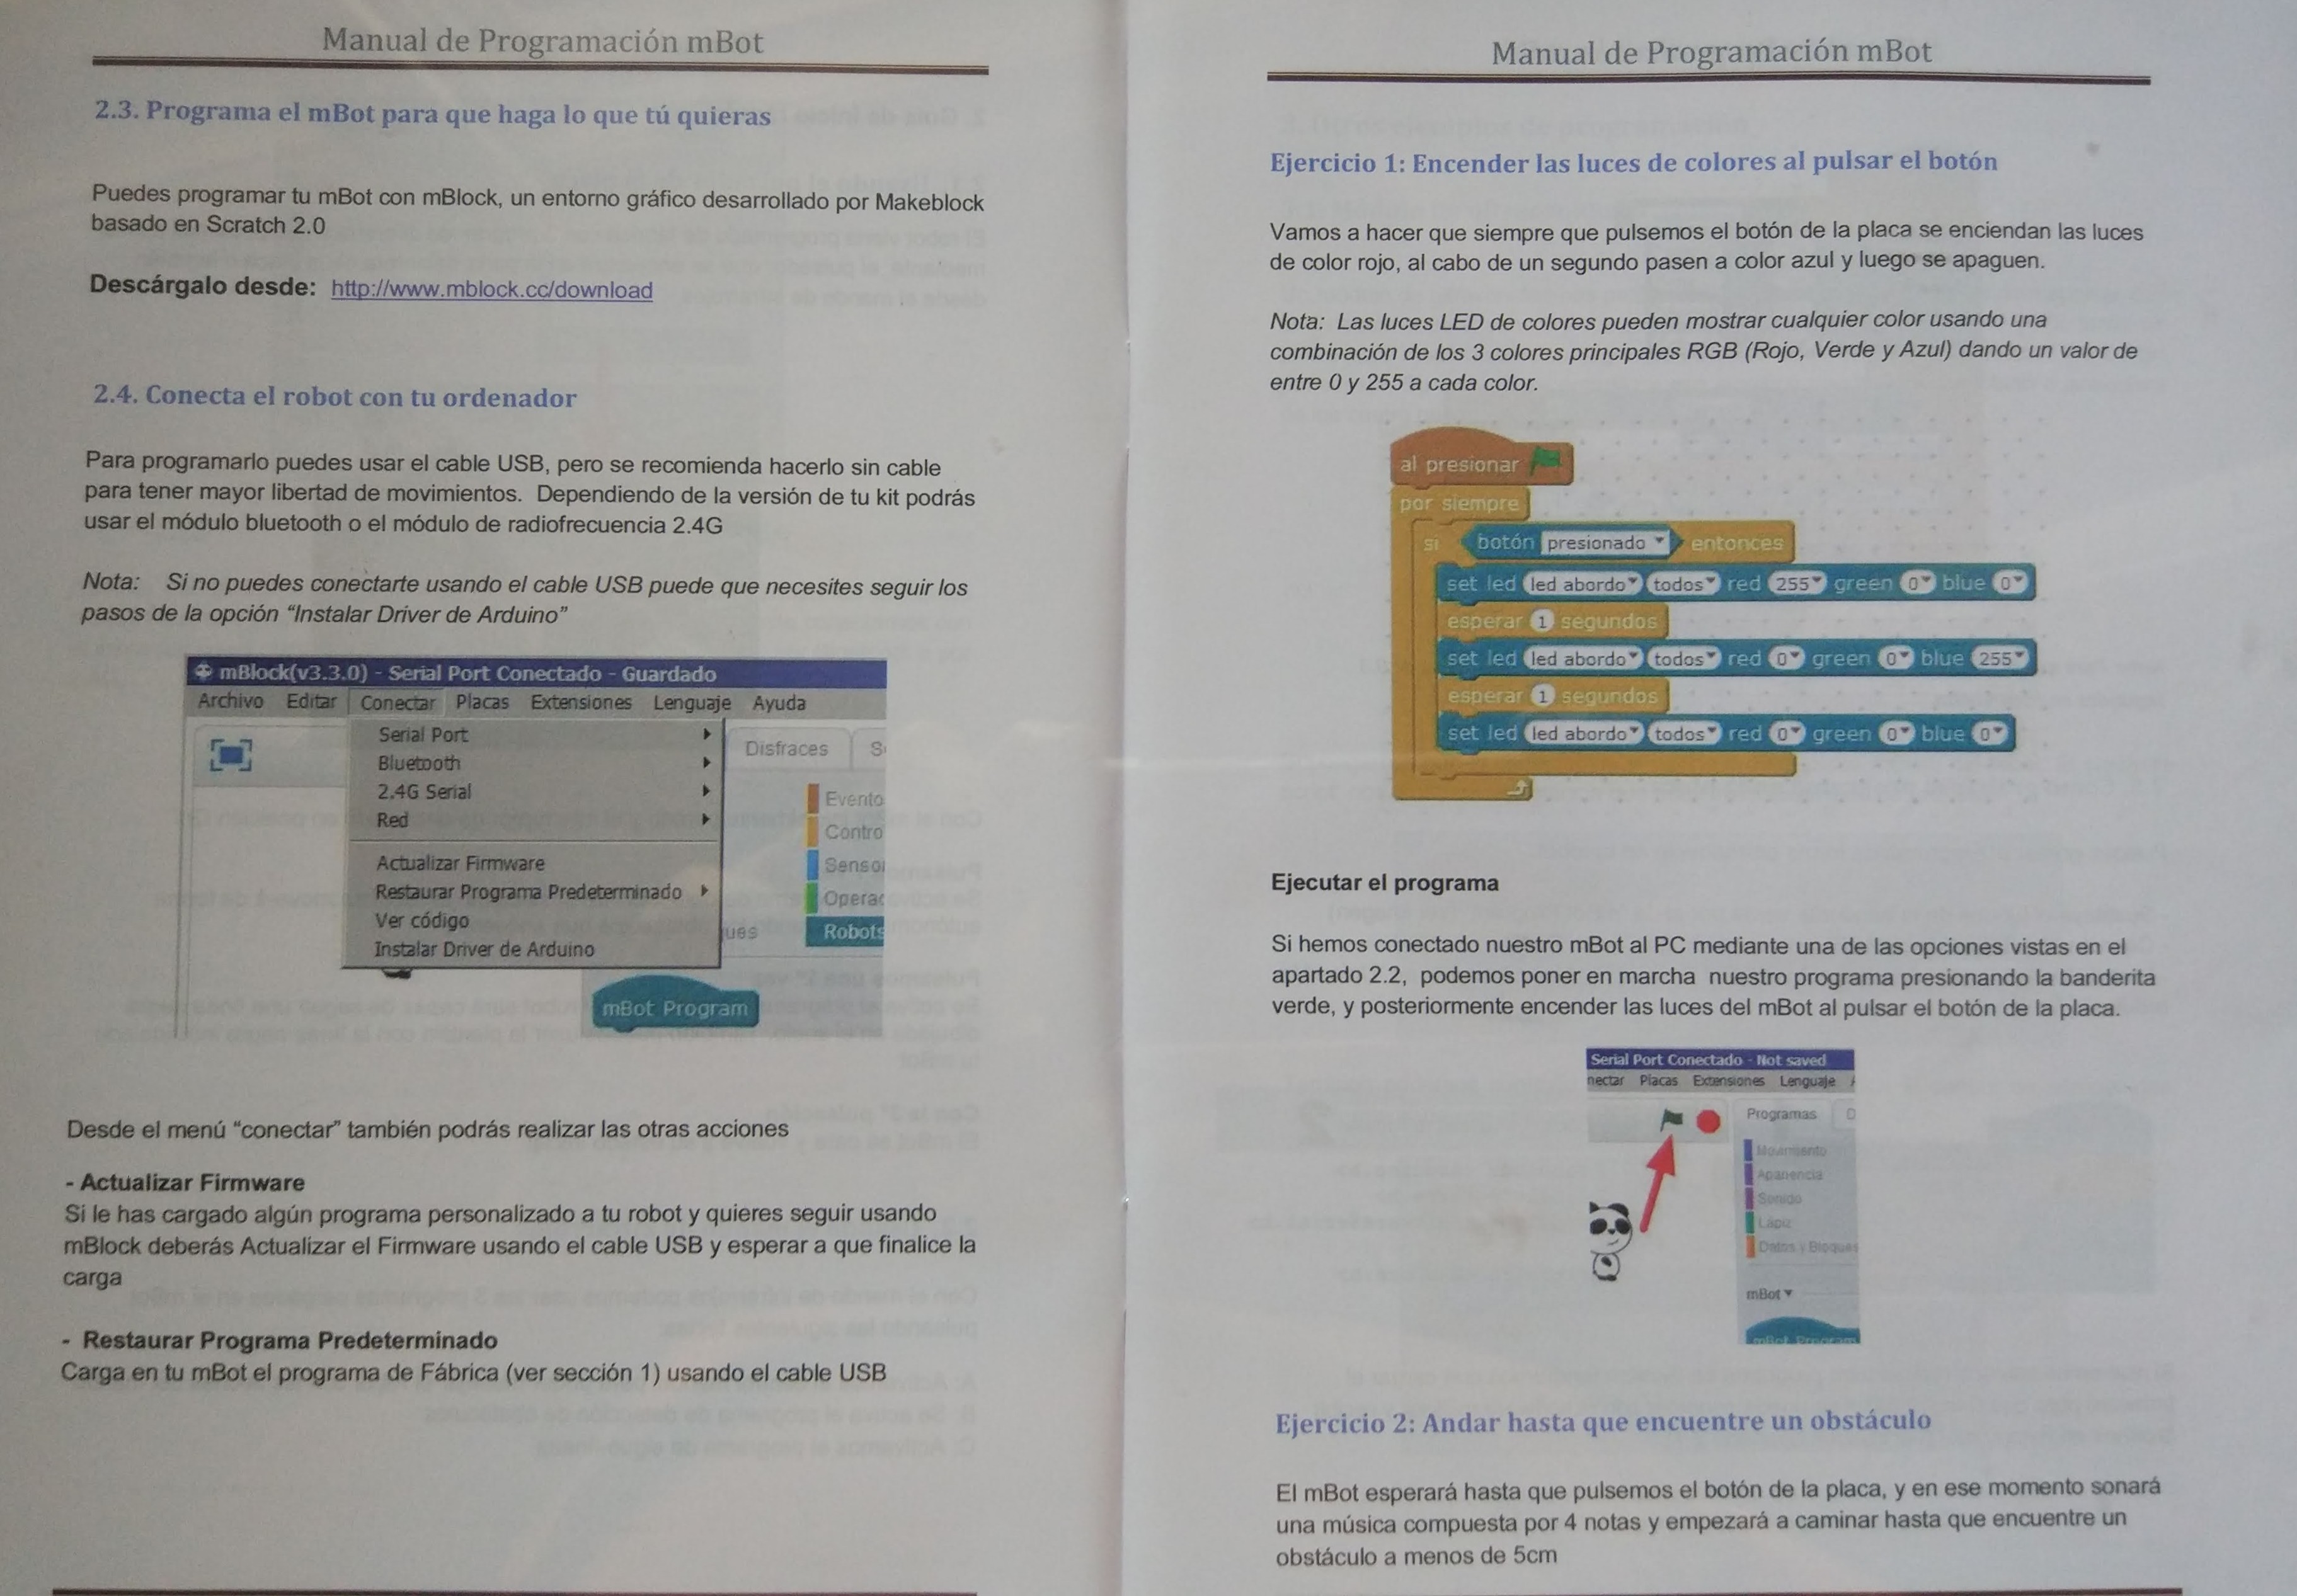 Manual de Programación mBot
2.3. Programa el mBot para que haga lo que tú quieras
Puedes programar tu mBot con mBlock, un entorno gráfico desarrollado por Makeblock
basado en Scratch 2.0
Descárgalo desde: http://www.mblock.cc/download
2.4. Conecta el robot con tu ordenador
Para programarlo puedes usar el cable USB, pero se recomienda hacerlo sin cable
para tener mayor libertad de movimientos. Dependiendo de la versión de tu kit podrás
usar el módulo bluetooth o el módulo de radiofrecuencia 2.4G
Nota: Si no puedes conectarte usando el cable USB puede que necesites seguir los
pasos de la opción “Instalar Driver de Arduino”
mBlock(v3.3.0) - Serial Port Conectado - Guardado
Archivo Editar Conectar Placas Extensiones Lenguaje Ayuda
Serial Port
Bluetooth
2.4G Serial
Red
Actualizar Firmware
Restaurar Programa Predeterminado
Ver código
Instalar Driver de Arduino
Disfraces S
Evento
Contro
Senso
Opera
ues Robots
mBot Program
Desde el menú “conectar” también podrás realizar las otras acciones
- Actualizar Firmware
Si le has cargado algún programa personalizado a tu robot y quieres seguir usando
mBlock deberás Actualizar el Firmware usando el cable USB y esperar a que finalice la
carga
- Restaurar Programa Predeterminado
Carga en tu mBot el programa de Fábrica (ver sección 1) usando el cable USB
Manual de Programación mBot
Ejercicio 1: Encender las luces de colores al pulsar el botón
Vamos a hacer que siempre que pulsemos el botón de la placa se enciendan las luces
de color rojo, al cabo de un segundo pasen a color azul y luego se apaguen.
Nota: Las luces LED de colores pueden mostrar cualquier color usando una
combinación de los 3 colores principales RGB (Rojo, Verde y Azul) dando un valor de
entre 0 y 255 a cada color.
al presionar
por siempre
si botón presionado entonces
set led led abordo todos red 255 green 0 blue 0
esperar 1 segundos
set led led abordo todos red 0 green 0 blue 255
esperar 1 segundos
set led led abordo todos red 0 green 0 blue 0
Ejecutar el programa
Si hemos conectado nuestro mBot al PC mediante una de las opciones vistas en el
apartado 2.2, podemos poner en marcha nuestro programa presionando la banderita
verde, y posteriormente encender las luces del mBot al pulsar el botón de la placa.
Serial Port Conectado - Not saved
nectar Placas Extensiones Lenguaje
Programas
Movimiento
Apariencia
Sonido
Lápiz
Datos y Bloques
mBot
mBot Program
Ejercicio 2: Andar hasta que encuentre un obstáculo
El mBot esperará hasta que pulsemos el botón de la placa, y en ese momento sonará
una música compuesta por 4 notas y empezará a caminar hasta que encuentre un
obstáculo a menos de 5cm